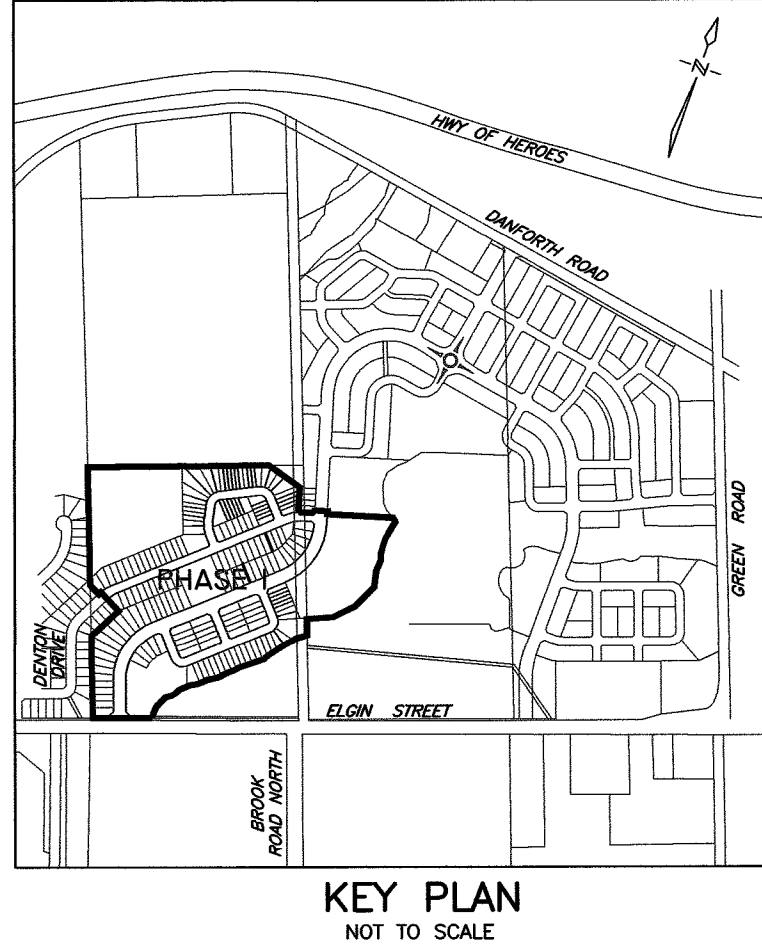 N
HWY OF HEROES
DANFORTH ROAD
GREEN ROAD
PHASE I
DENTON
DRIVE
ELGIN STREET
BROOK
ROAD NORTH
KEY PLAN
NOT TO SCALE